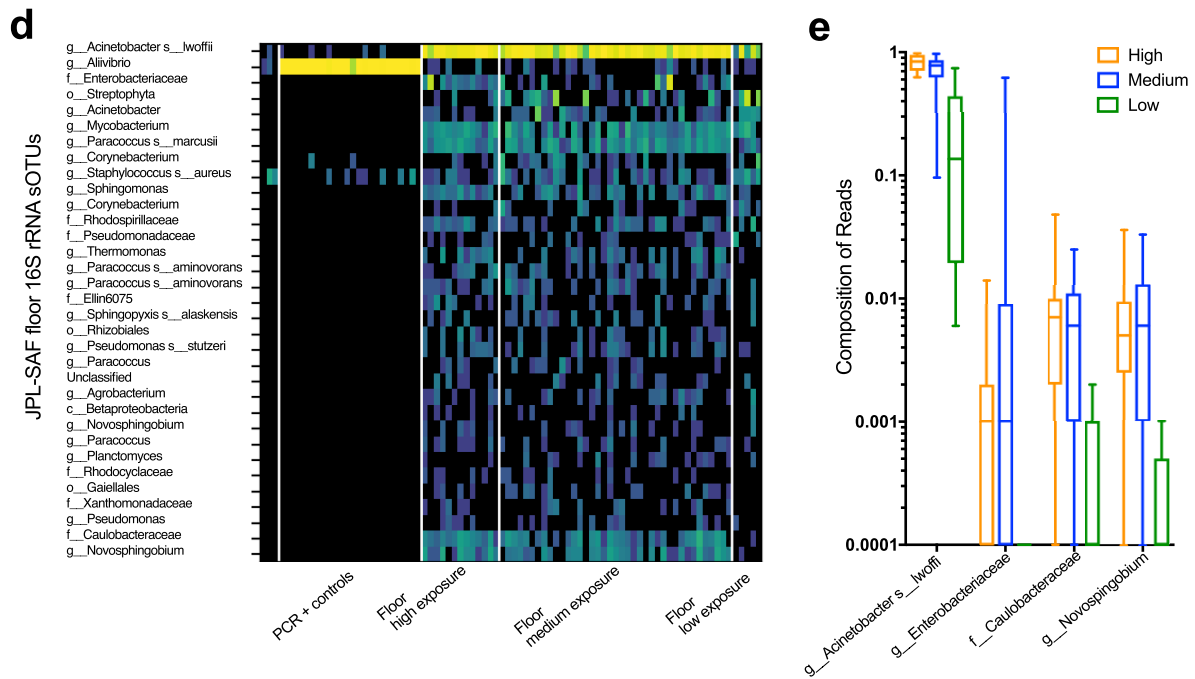 d
JPL-SAF floor 16S rRNA sOTUs
g__Acinetobacter s__lwoffii
g__Aliivibrio
f__Enterobacteriaceae
o__Streptophyta
g__Acinetobacter
g__Mycobacterium
g__Paracoccus s__marcusii
g__Corynebacterium
g__Staphylococcus s__aureus
g__Sphingomonas
g__Corynebacterium
f__Rhodospirillaceae
f__Pseudomonadaceae
g__Thermomonas
g__Paracoccus s__aminovorans
g__Paracoccus s__aminovorans
f__Ellin6075
g__Sphingopyxis s__alaskensis
o__Rhizobiales
g__Pseudomonas s__stutzeri
g__Paracoccus
Unclassified
g__Agrobacterium
c__Betaproteobacteria
g__Novosphingobium
g__Paracoccus
g__Planctomyces
f__Rhodocyclaceae
o__Gaiellales
f__Xanthomonadaceae
g__Pseudomonas
f__Caulobacteraceae
g__Novosphingobium
PCR + controls
Floor
high exposure
Floor
medium exposure
Floor
low exposure
e
Composition of Reads
1
0.1
0.01
0.001
0.0001
High
Medium
Low
g__Acinetobacter s__lwoffi
g__Enterobacteriaceae
f__Caulobacteraceae
g__Novospingobium